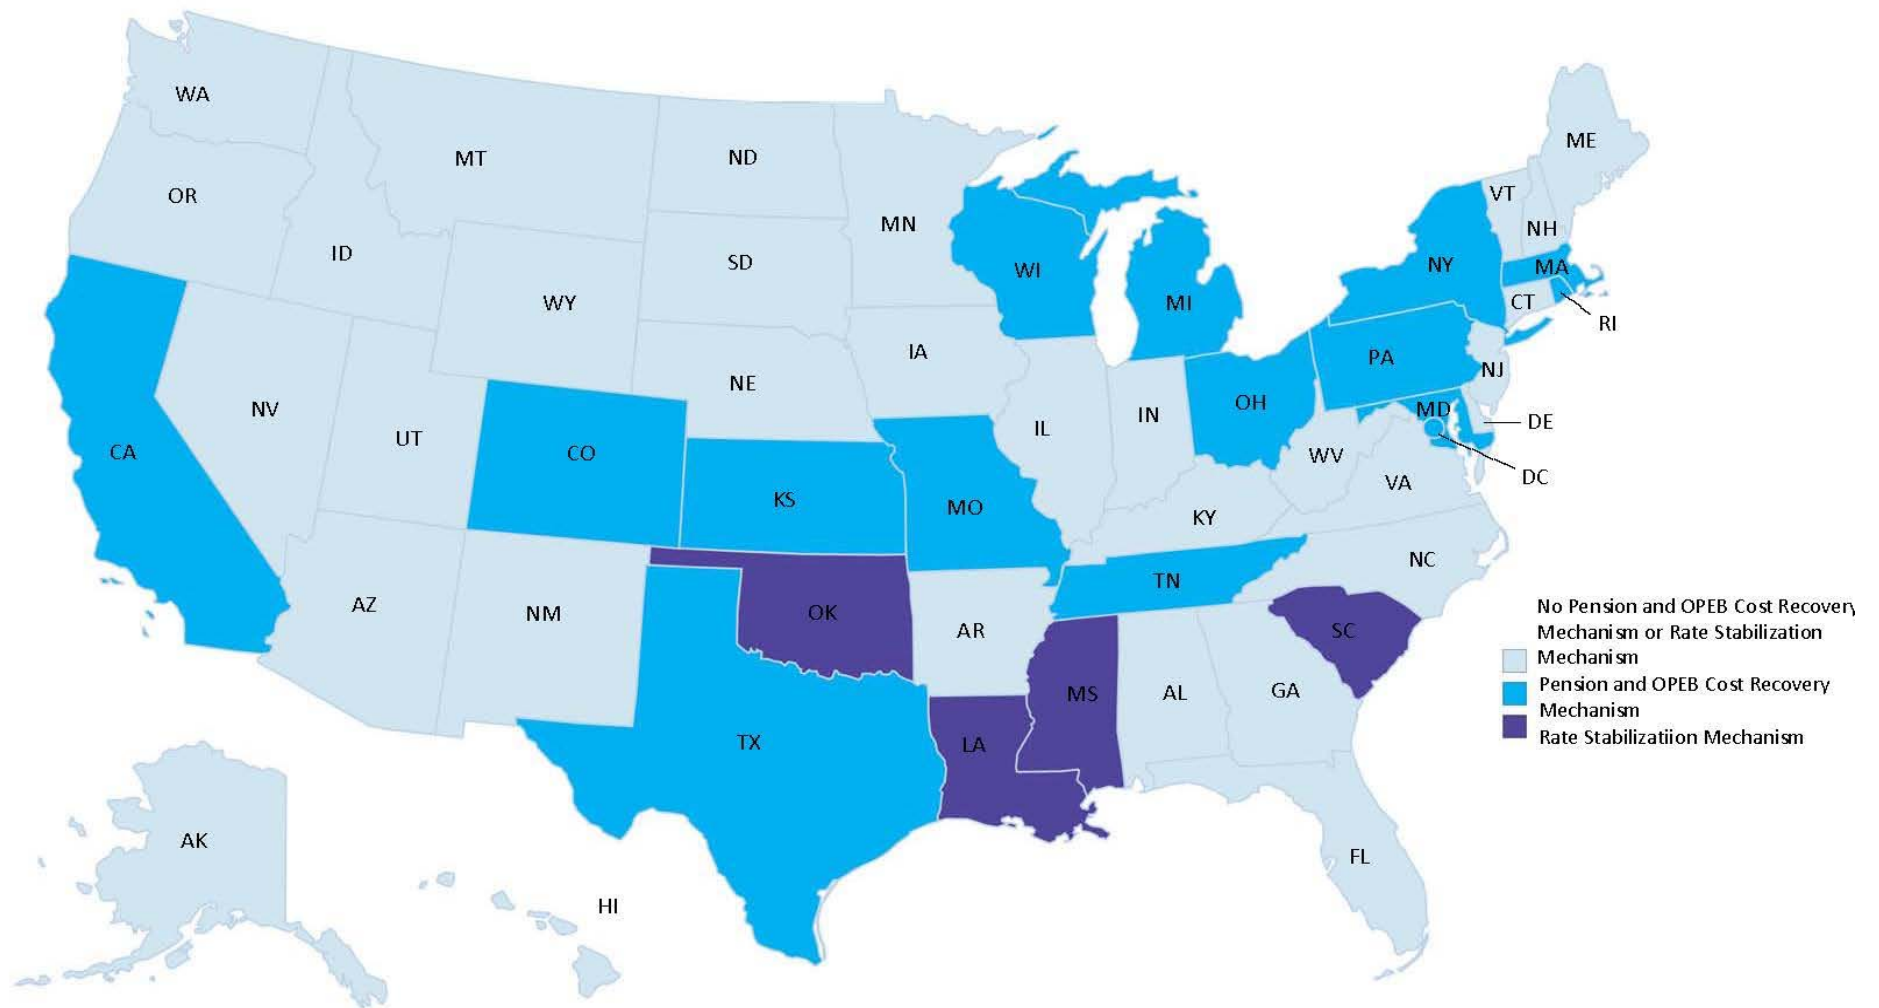 WA
MT
ND
MN
ME
OR
ID
SD
WI
MI
VT
NH
NY
MA
CT
RI
WY
IA
NE
PA
NJ
NV
UT
CO
CA
KS
MO
IL
IN
OH
MD
DE
WV
DC
VA
KY
NC
TN
AZ
NM
OK
AR
SC
MS
AL
GA
TX
LA
AK
HI
FL
No Pension and OPEB Cost Recovery
Mechanism or Rate Stabilization
Mechanism
Pension and OPEB Cost Recovery
Mechanism
Rate Stabilizatiion Mechanism